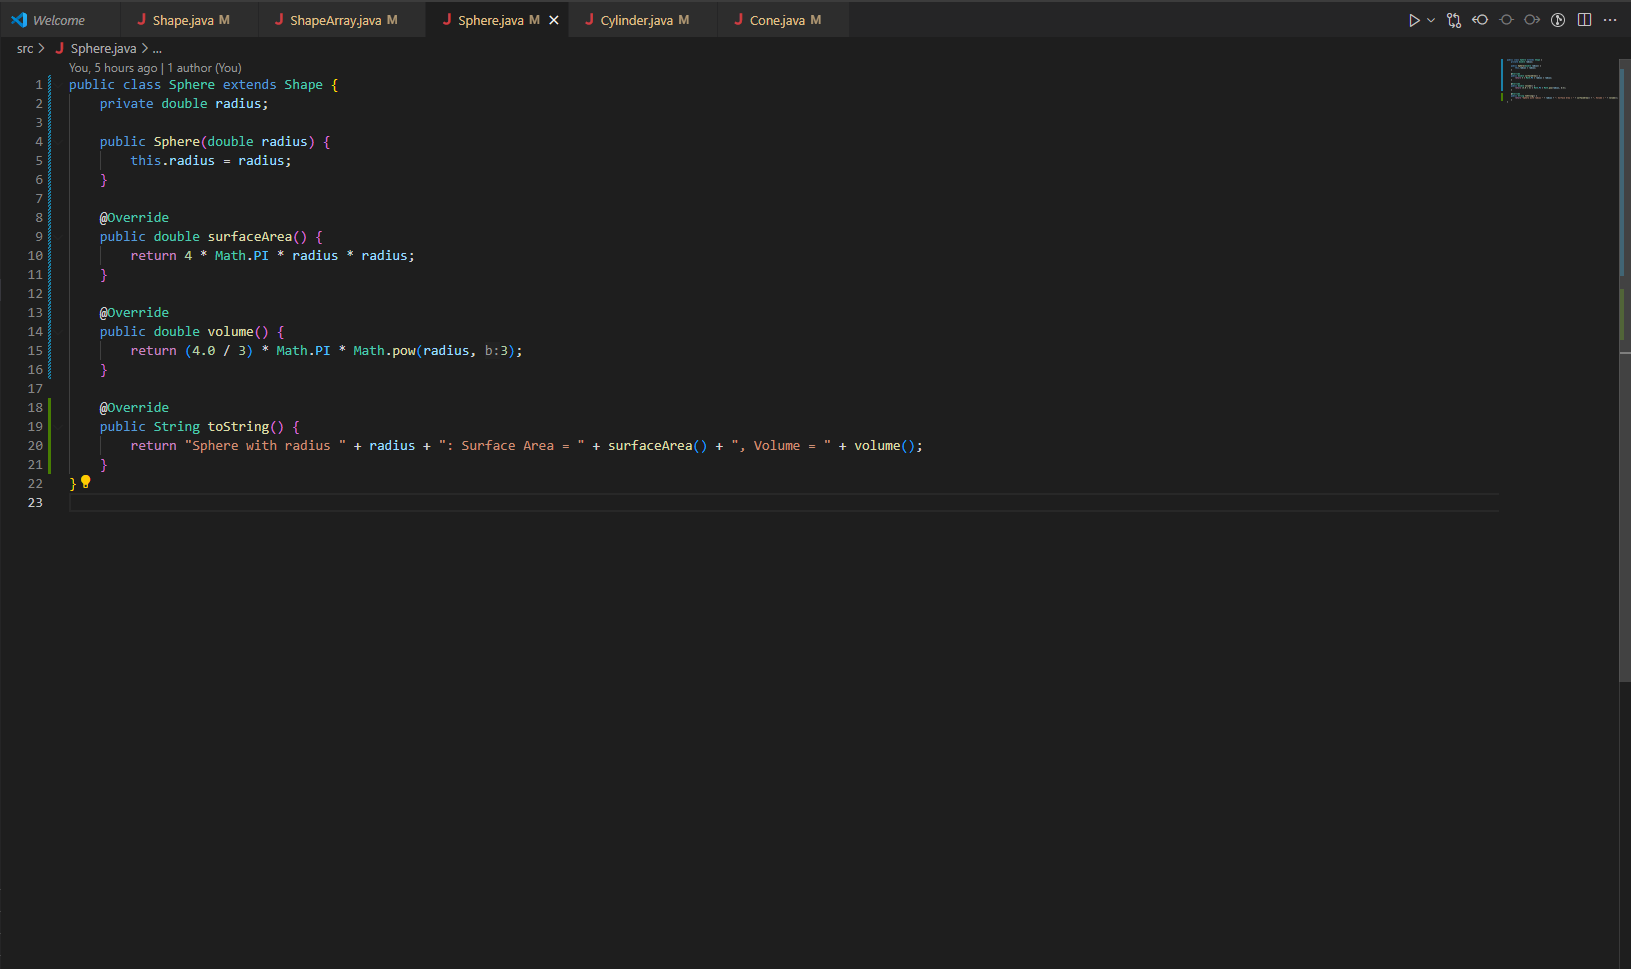 Welcome
Shape.java M
ShapeArray.java M
Sphere.java M
Cylinder.java M
Cone.java M
src > Sphere.java > ...
You, 5 hours ago | 1 author (You)
1 public class Sphere extends Shape {
2     private double radius;
3
4     public Sphere(double radius) {
5         this.radius = radius;
6     }
7
8     @Override
9     public double surfaceArea() {
10         return 4 * Math.PI * radius * radius;
11     }
12
13     @Override
14     public double volume() {
15         return (4.0 / 3) * Math.PI * Math.pow(radius, b:3);
16     }
17
18     @Override
19     public String toString() {
20         return "Sphere with radius " + radius + ": Surface Area = " + surfaceArea() + ", Volume = " + volume();
21     }
22 }
23